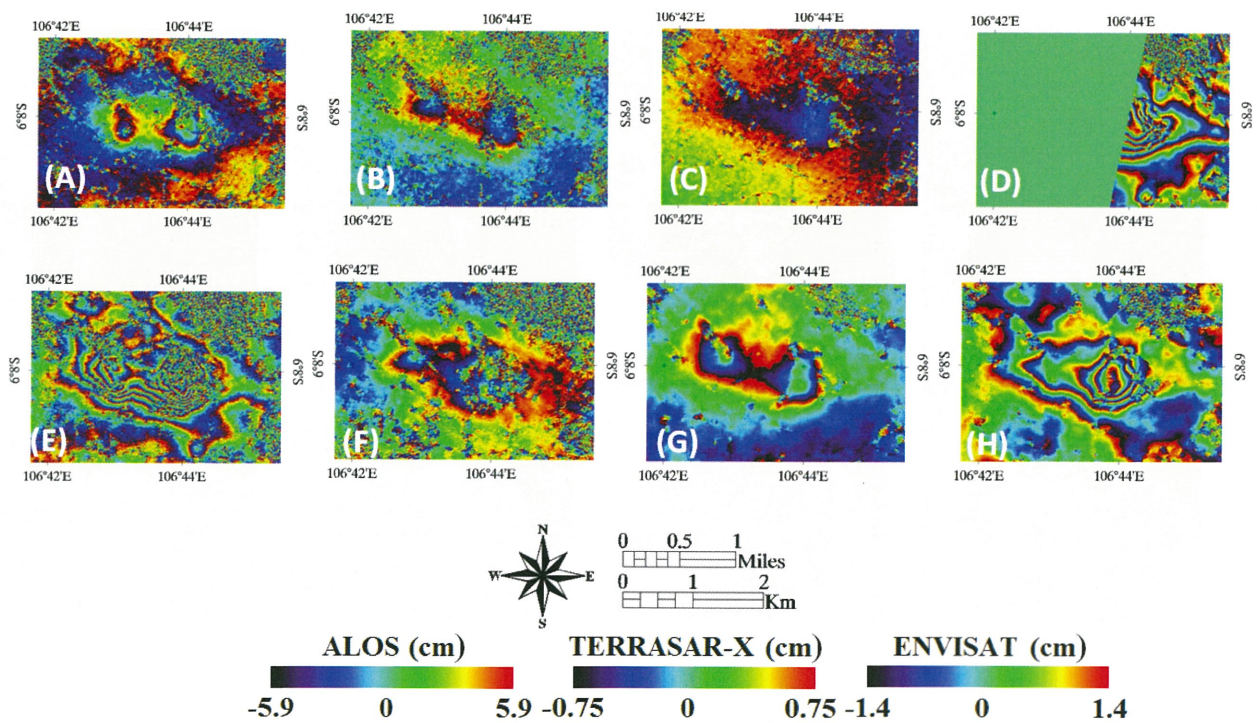 106°42'E 106°44'E 106°42'E 106°44'E 106°42'E 106°44'E 106°42'E 106°44'E
6°8'S 6°8'S 6°8'S 6°8'S 6°8'S 6°8'S 6°8'S 6°8'S
(A) (B) (C) (D)
106°42'E 106°44'E 106°42'E 106°44'E 106°42'E 106°44'E 106°42'E 106°44'E
106°42'E 106°44'E 106°42'E 106°44'E 106°42'E 106°44'E 106°42'E 106°44'E
6°8'S 6°8'S 6°8'S 6°8'S 6°8'S 6°8'S 6°8'S 6°8'S
(E) (F) (G) (H)
106°42'E 106°44'E 106°42'E 106°44'E 106°42'E 106°44'E 106°42'E 106°44'E
N
W E
S
0 0.5 1
Miles
0 1 2
Km
ALOS (cm) TERRASAR-X (cm) ENVISAT (cm)
-5.9 0 5.9 -0.75 0 0.75 -1.4 0 1.4